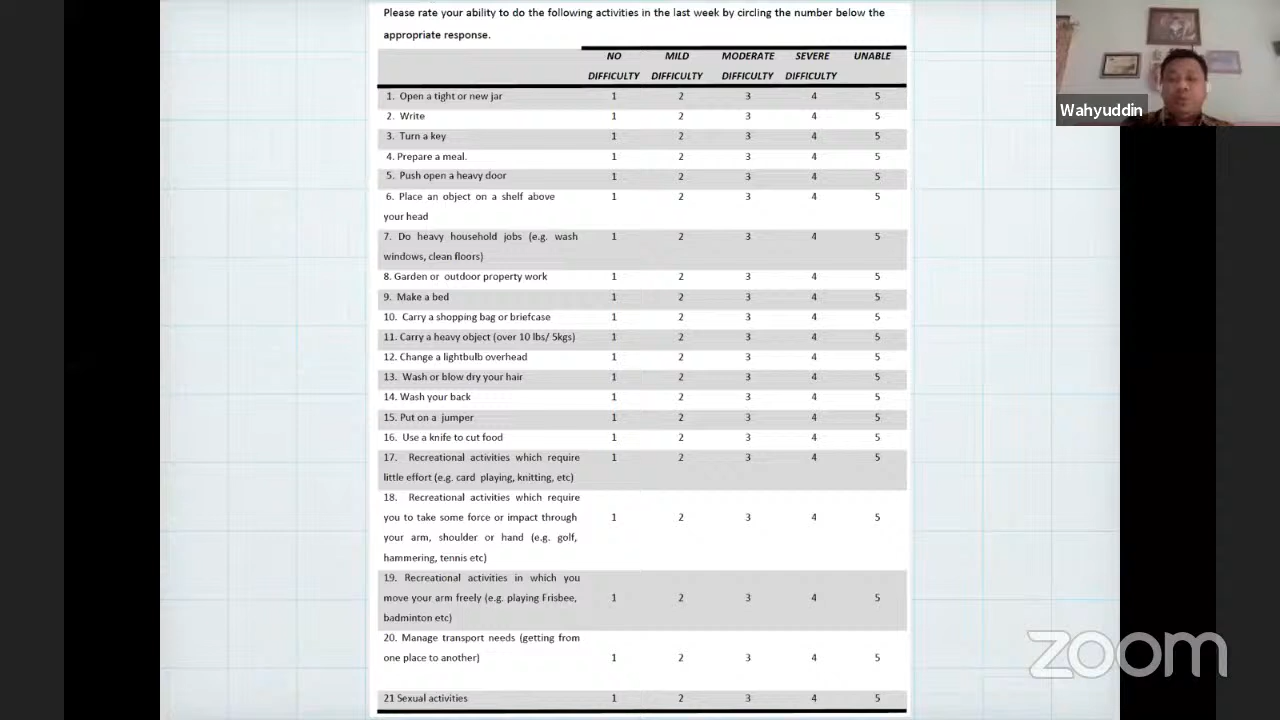 Please rate your ability to do the following activities in the last week by circling the number below the
appropriate response.
NO MILD MODERATE SEVERE UNABLE
DIFFICULTY DIFFICULTY DIFFICULTY DIFFICULTY
1. Open a tight or new jar 1 2 3 4 5
2. Write 1 2 3 4 5
3. Turn a key 1 2 3 4 5
4. Prepare a meal. 1 2 3 4 5
5. Push open a heavy door 1 2 3 4 5
6. Place an object on a shelf above 1 2 3 4 5
your head
7. Do heavy household jobs (e.g. wash 1 2 3 4 5
windows, clean floors)
8. Garden or outdoor property work 1 2 3 4 5
9. Make a bed 1 2 3 4 5
10. Carry a shopping bag or briefcase 1 2 3 4 5
11. Carry a heavy object (over 10 lbs/ 5kgs) 1 2 3 4 5
12. Change a lightbulb overhead 1 2 3 4 5
13. Wash or blow dry your hair 1 2 3 4 5
14. Wash your back 1 2 3 4 5
15. Put on a jumper 1 2 3 4 5
16. Use a knife to cut food 1 2 3 4 5
17. Recreational activities which require 1 2 3 4 5
little effort (e.g. card playing, knitting, etc)
18. Recreational activities which require
you to take some force or impact through 1 2 3 4 5
your arm, shoulder or hand (e.g. golf,
hammering, tennis etc)
19. Recreational activities in which you
move your arm freely (e.g. playing Frisbee, 1 2 3 4 5
badminton etc)
20. Manage transport needs (getting from
one place to another) 1 2 3 4 5
21 Sexual activities 1 2 3 4 5
Wahyuddin
zoom